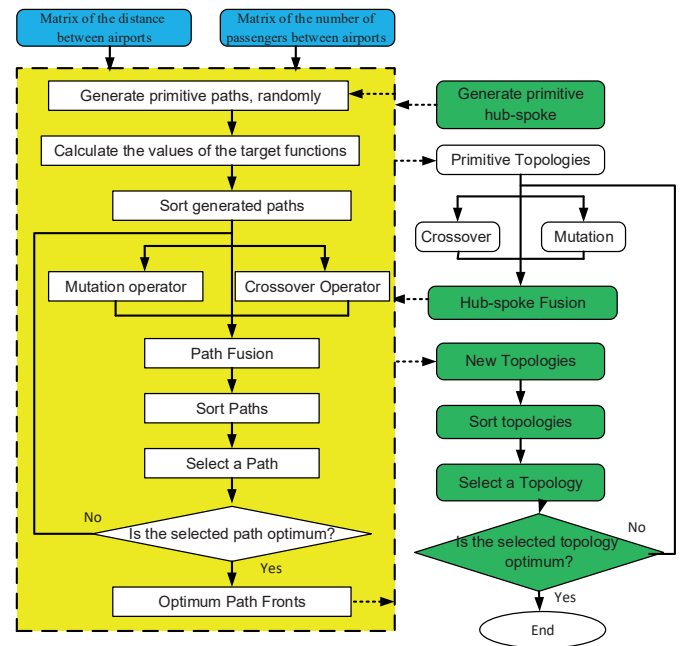 Matrix of the distance
between airports
Matrix of the number of
passengers between airports
Generate primitive paths, randomly
Calculate the values of the target functions
Sort generated paths
Mutation operator
Crossover Operator
Path Fusion
Sort Paths
Select a Path
No
Is the selected path optimum?
Yes
Optimum Path Fronts
Generate primitive
hub-spoke
Primitive Topologies
Crossover
Mutation
Hub-spoke Fusion
New Topologies
Sort topologies
Select a Topology
No
Is the selected topology
optimum?
Yes
End